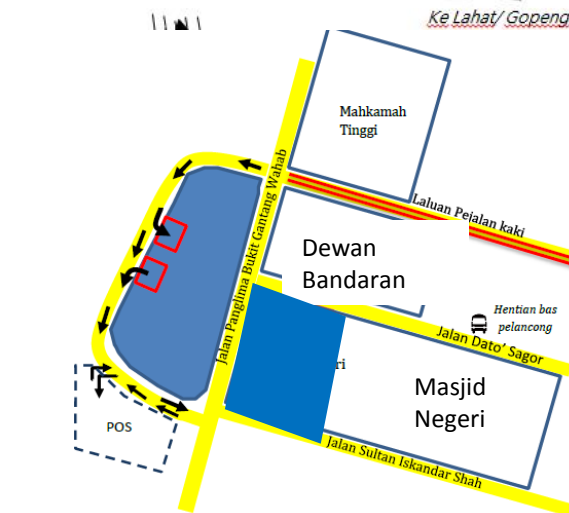 Ke Lahat/ Gopeng
Mahkamah
Tinggi
Jalan Panglima Bukit Gantang Wahab
Laluan Pejalan kaki
Dewan
Bandaran
Hentian bas
pelancong
Jalan Dato' Sagor
ri
Masjid
Negeri
POS
Jalan Sultan Iskandar Shah